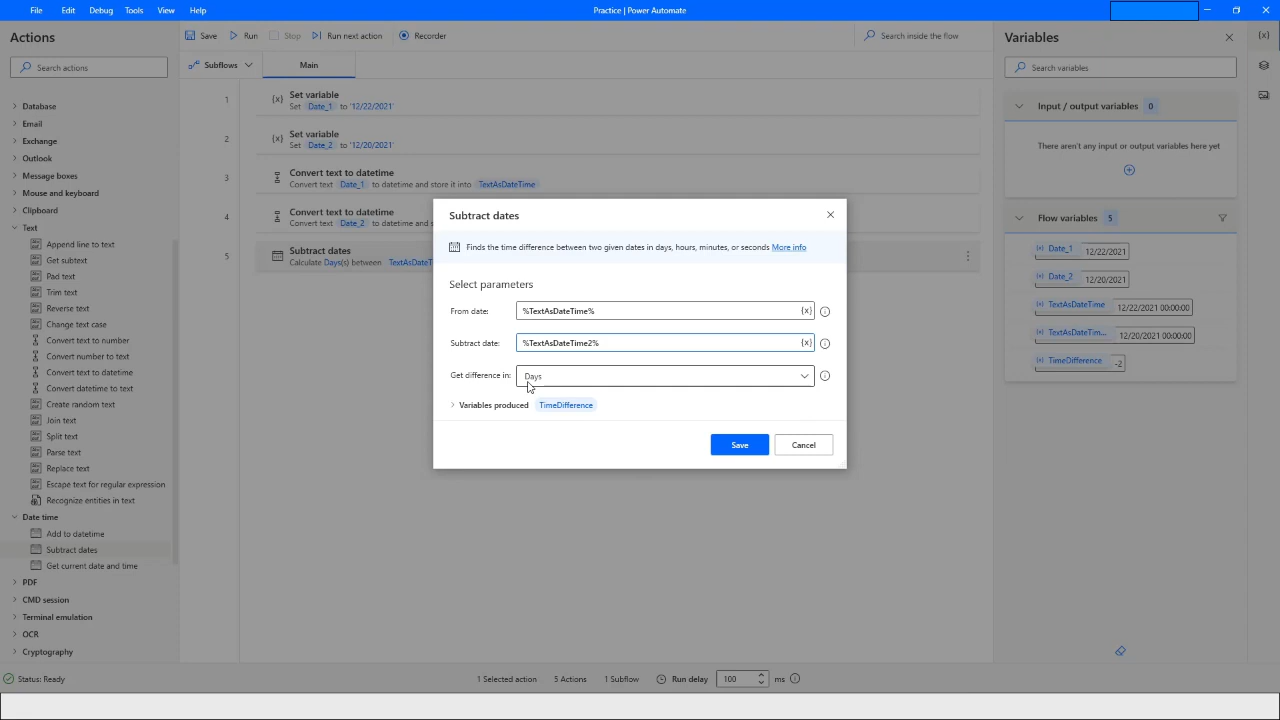 File Edit Debug Tools View Help Practice | Power Automate
Actions
Search actions
Database
Email
Exchange
Outlook
Message boxes
Mouse and keyboard
Clipboard
Text
Append line to text
Get subtext
Pad text
Trim text
Reverse text
Change text case
Convert text to number
Convert number to text
Convert text to datetime
Convert datetime to text
Create random text
Join text
Split text
Parse text
Replace text
Escape text for regular expression
Recognize entities in text
Date time
Add to datetime
Subtract dates
Get current date and time
PDF
CMD session
Terminal emulation
OCR
Cryptography
Save Run Stop Run next action Recorder Search inside the flow
Subflows Main
1 {x} Set variable
Set Date_1 to '12/22/2021'
2 {x} Set variable
Set Date_2 to '12/20/2021'
3 Convert text to datetime
Convert text Date_1 to datetime and store it into TextAsDateTime
4 Convert text to datetime
Convert text Date_2 to datetime and s
5 Subtract dates
Calculate Days(s) between TextAsDateT
Subtract dates
Finds the time difference between two given dates in days, hours, minutes, or seconds More info
Select parameters
From date: %TextAsDateTime% {x}
Subtract date: %TextAsDateTime2% {x}
Get difference in: Days
Variables produced TimeDifference
Save Cancel
Variables {x}
Search variables
Input / output variables 0
There aren't any input or output variables here yet
Flow variables 5
Date_1 12/22/2021
Date_2 12/20/2021
TextAsDateTime 12/22/2021 00:00:00
TextAsDateTim... 12/20/2021 00:00:00
TimeDifference -2
Status: Ready 1 Selected action 5 Actions 1 Subflow Run delay 100 ms